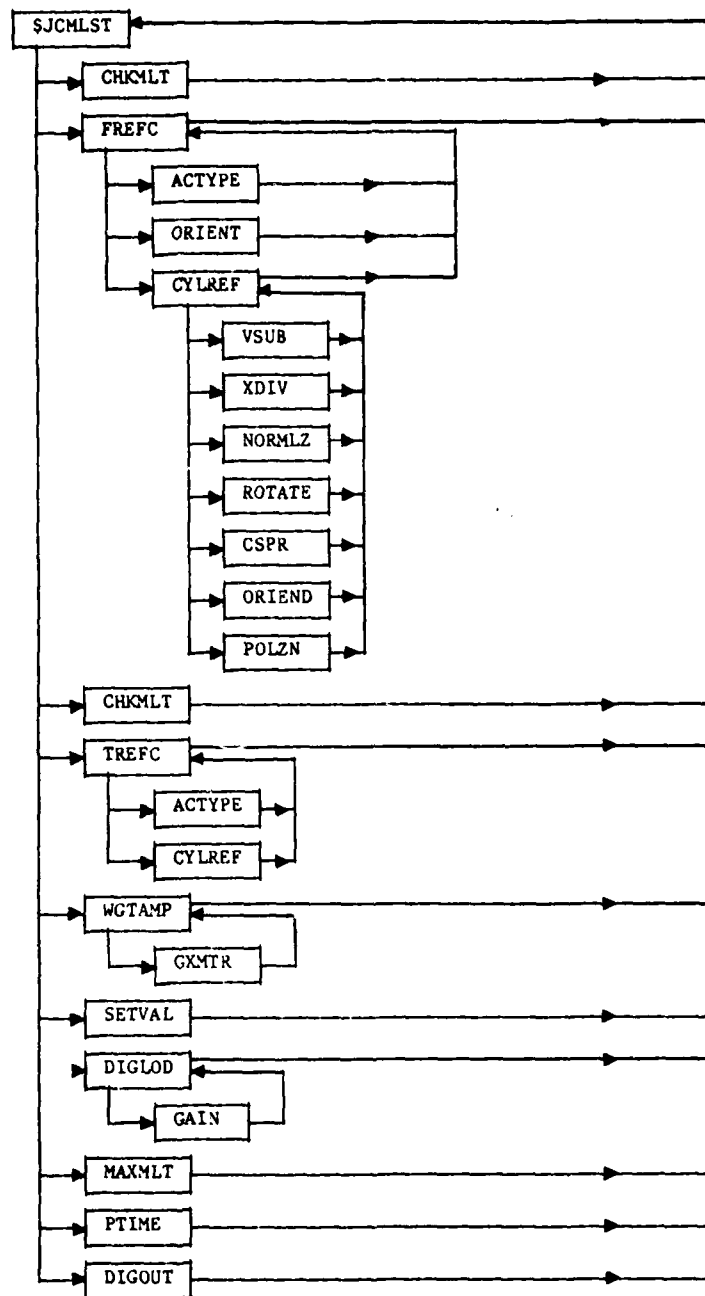 $JCMLST
CHKMLT
FREFC
ACTYPE
ORIENT
CYLREF
VSUB
XDIV
NORMLZ
ROTATE
CSPR
ORIEND
POLZN
CHKMLT
TREFC
ACTYPE
CYLREF
WGTAMP
GXMTR
SETVAL
DIGLOD
GAIN
MAXMLT
PTIME
DIGOUT